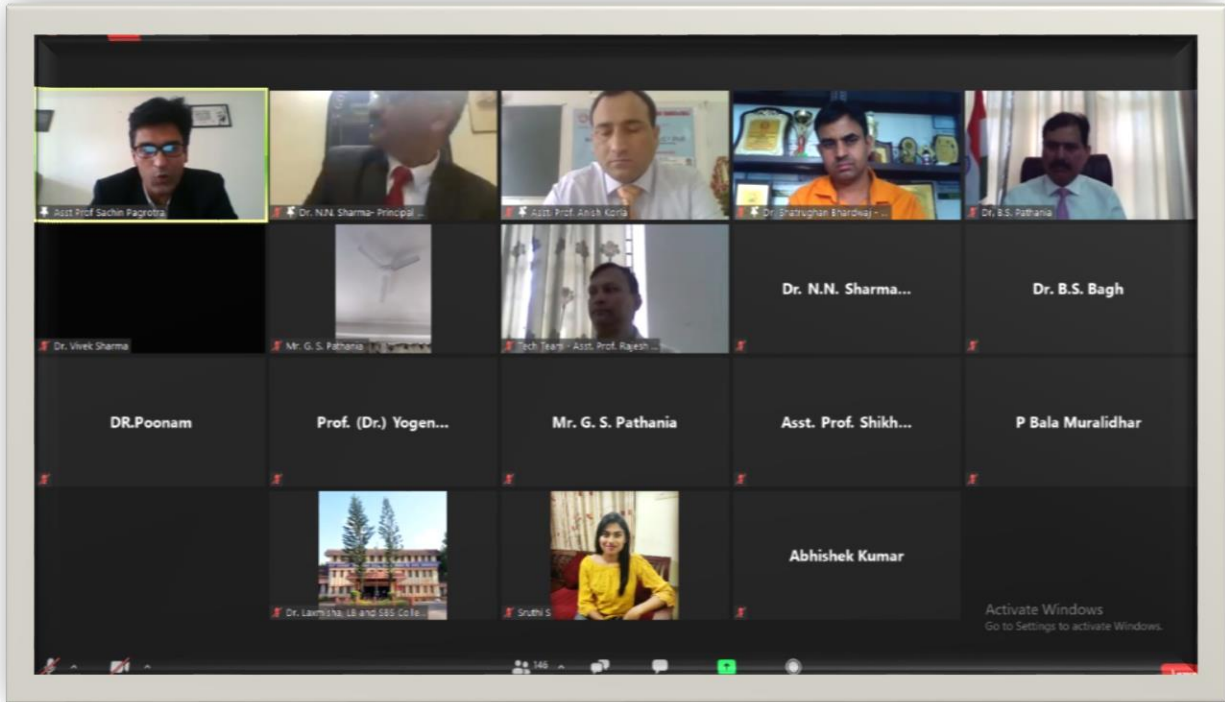 Asst Prof Sachin Pagrotra
Dr. N.N. Sharma- Principal ...
Asst. Prof. Anish Korla
Dr. Shatrughan Bhardwaj - ...
Dr. B.S. Pathania
Dr. Vivek Sharma
Mr. G. S. Pathania
Tech Team - Asst. Prof. Rajesh ...
Dr. N.N. Sharma...
Dr. B.S. Bagh
DR.Poonam
Prof. (Dr.) Yogen...
Mr. G. S. Pathania
Asst. Prof. Shikh...
P Bala Muralidhar
Dr. Laxmisha, LB and SBS Colle...
Sruthi S
Abhishek Kumar
Activate Windows
Go to Settings to activate Windows.
146